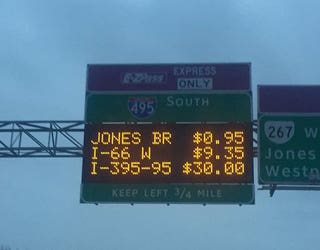 E-ZPass EXPRESS
ONLY
495 SOUTH
JONES BR $0.95
I-66 W $9.35
I-395-95 $30.00
KEEP LEFT 3/4 MILE
267 W
Jones
Westp